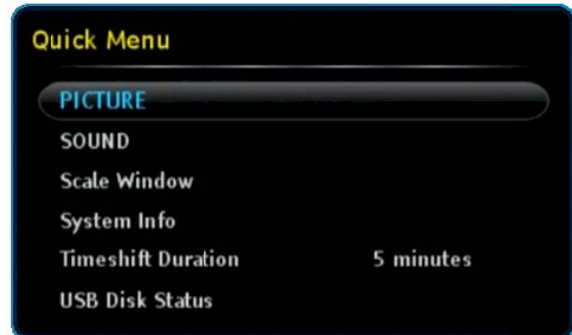 Quick Menu
PICTURE
SOUND
Scale Window
System Info
Timeshift Duration 5 minutes
USB Disk Status